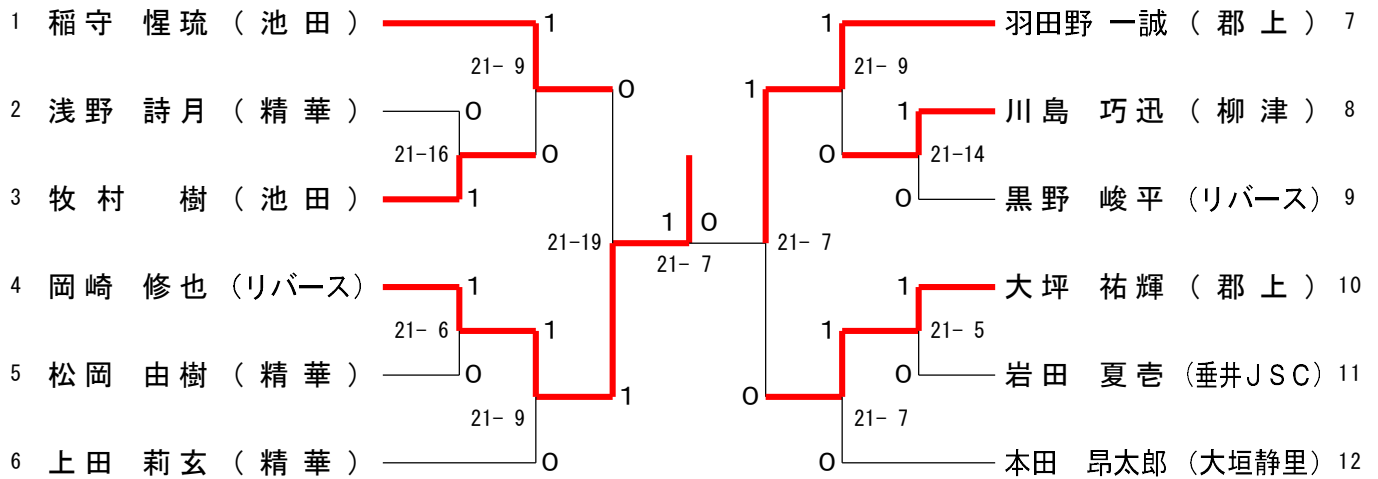 1 稲守 惺琉 (池田) 1 1 羽田野 一誠 (郡上) 7
21- 9 21- 9
0 1
2 浅野 詩月 (精華) 0 1 川島 巧迅 (柳津) 8
21-16 0 0 21-14
3 牧村 樹 (池田) 1 0 黒野 峻平 (リバース) 9
1 0
21-19 21- 7
21- 7
4 岡崎 修也 (リバース) 1 1 大坪 祐輝 (郡上) 10
21- 6 1 1 21- 5
5 松岡 由樹 (精華) 0 0 岩田 夏壱 (垂井JSC) 11
1 0
21- 9 21- 7
6 上田 莉玄 (精華) 0 0 本田 昂太郎 (大垣静里) 12